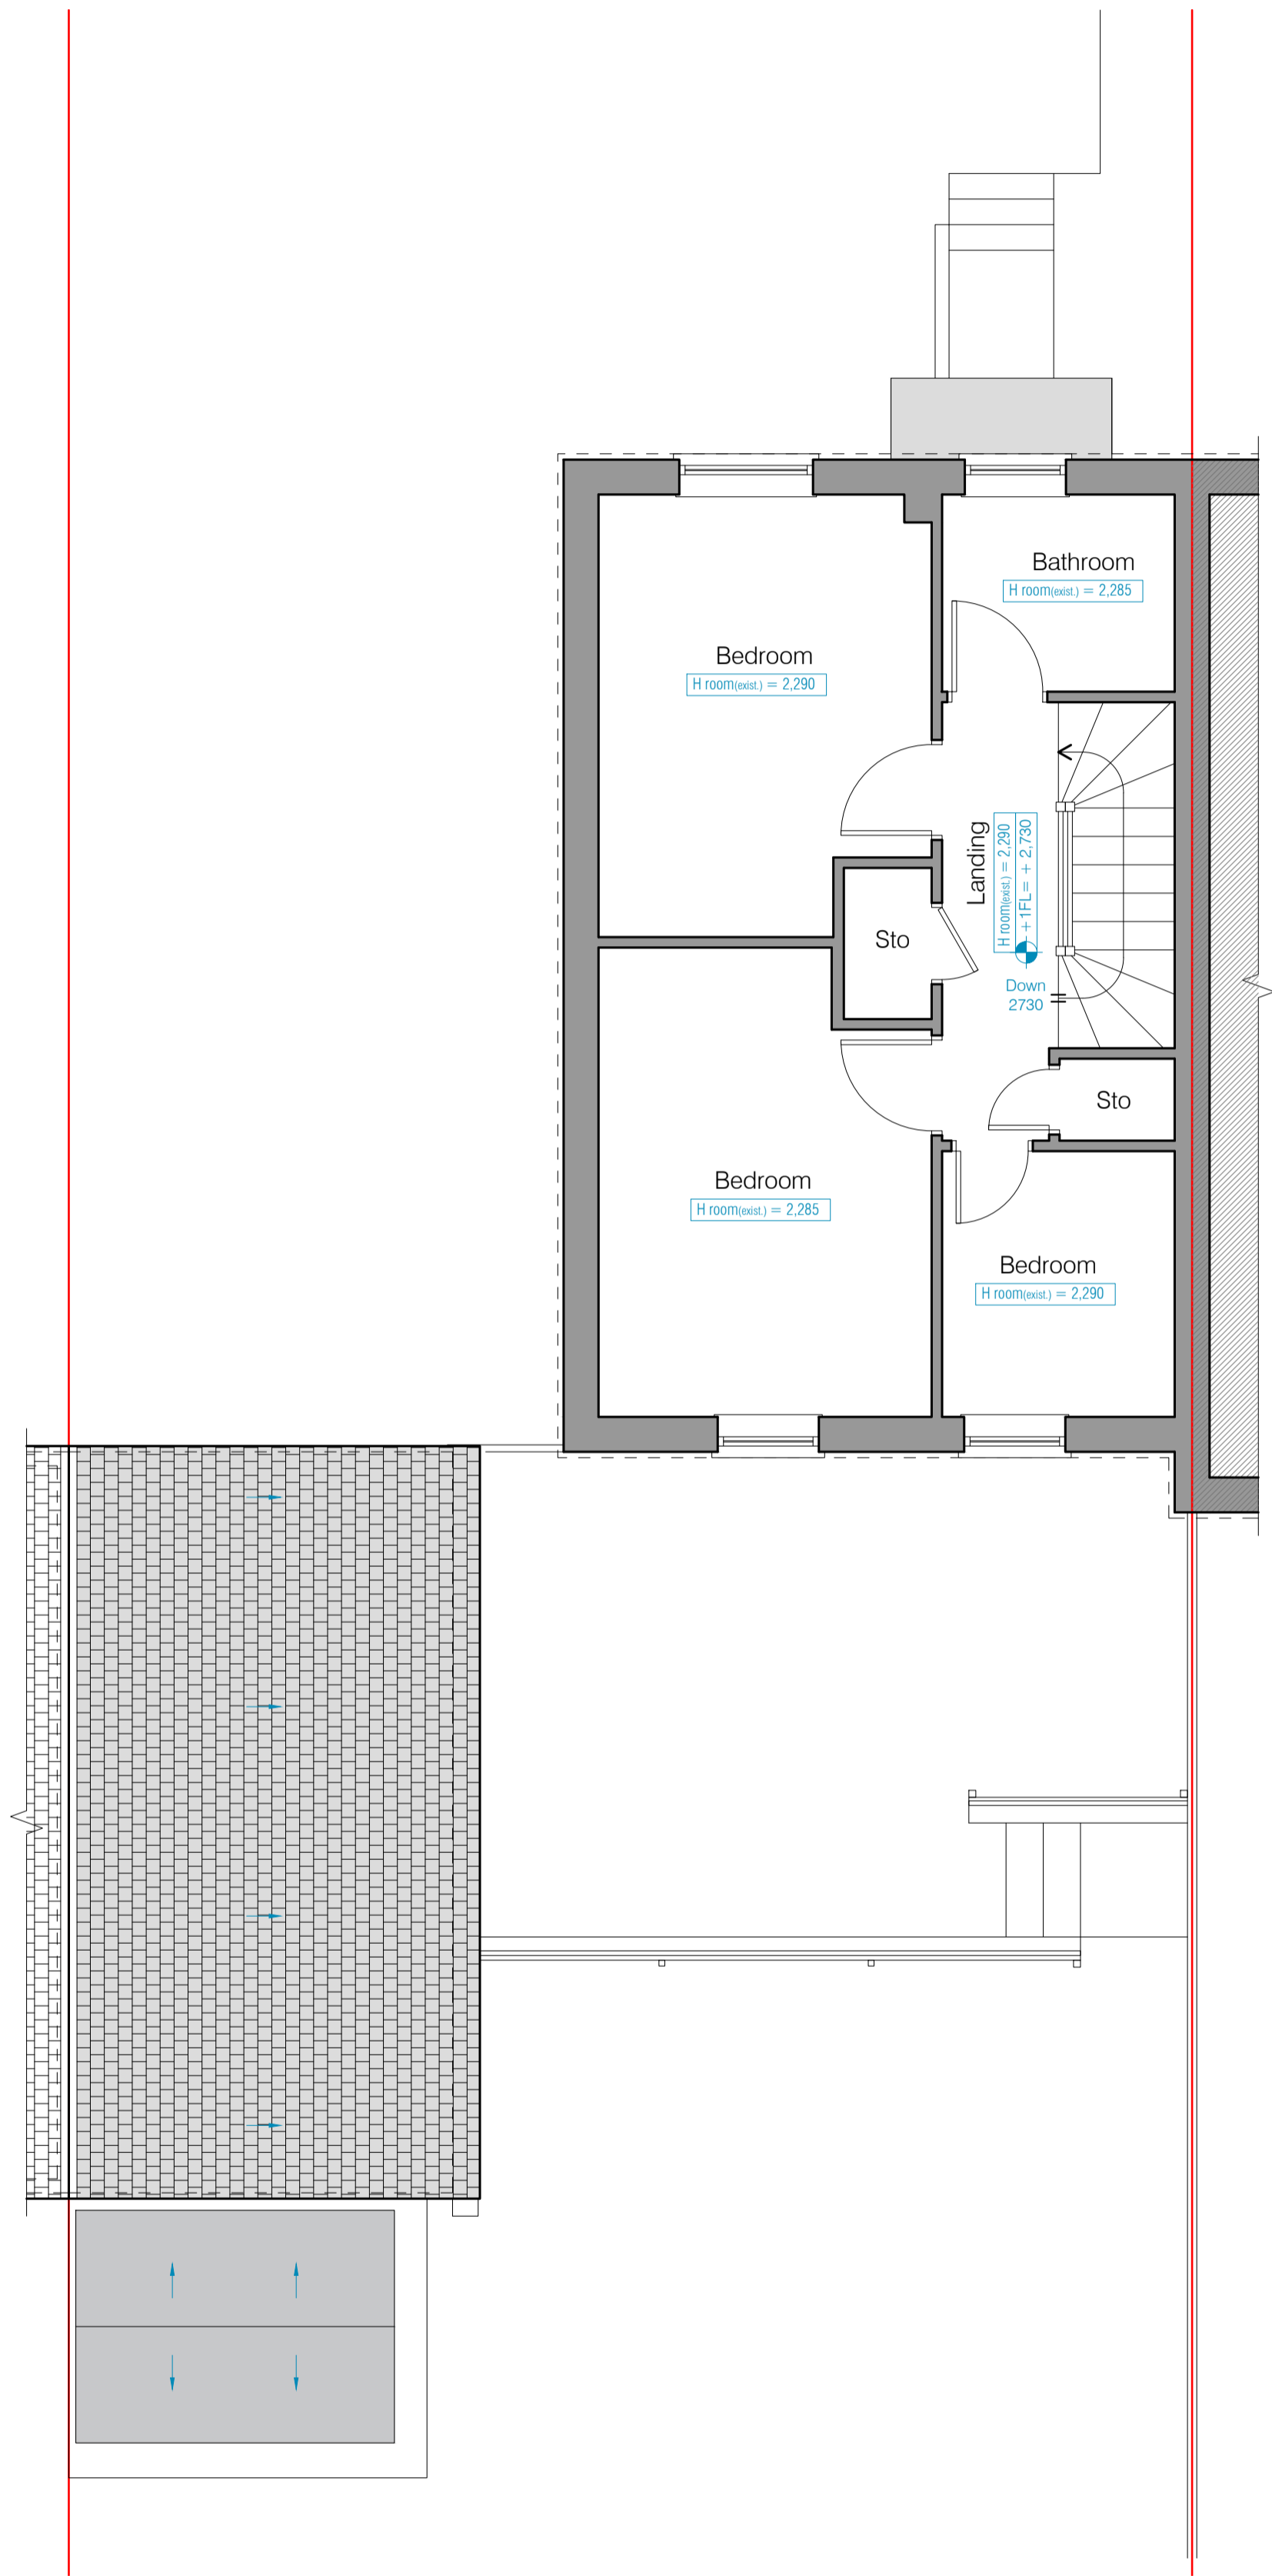 Bathroom
H room(exist.) = 2,285
Bedroom
H room(exist.) = 2,290
Landing
H room(exist.) = 2,290
+1FL= + 2,730
Sto
Down
2730
Sto
Bedroom
H room(exist.) = 2,285
Bedroom
H room(exist.) = 2,290